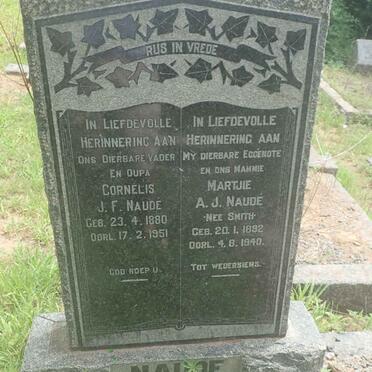 RUS IN VREDE
IN LIEFDEVOLLE
HERINNERING AAN
ONS DIERBARE VADER
EN OUPA
CORNELIS
J. F. NAUDE
GEB. 23. 4. 1880
OORL. 17. 2. 1951
GOD ROEP U.
IN LIEFDEVOLLE
HERINNERING AAN
MY DIERBARE EGGENOTE
EN ONS MAMMIE
MARTJIE
A. J. NAUDE
-NEE SMITH-
GEB. 20. 1. 1892
OORL. 4. 8. 1940.
TOT WEDERSIENS.
NAUDE